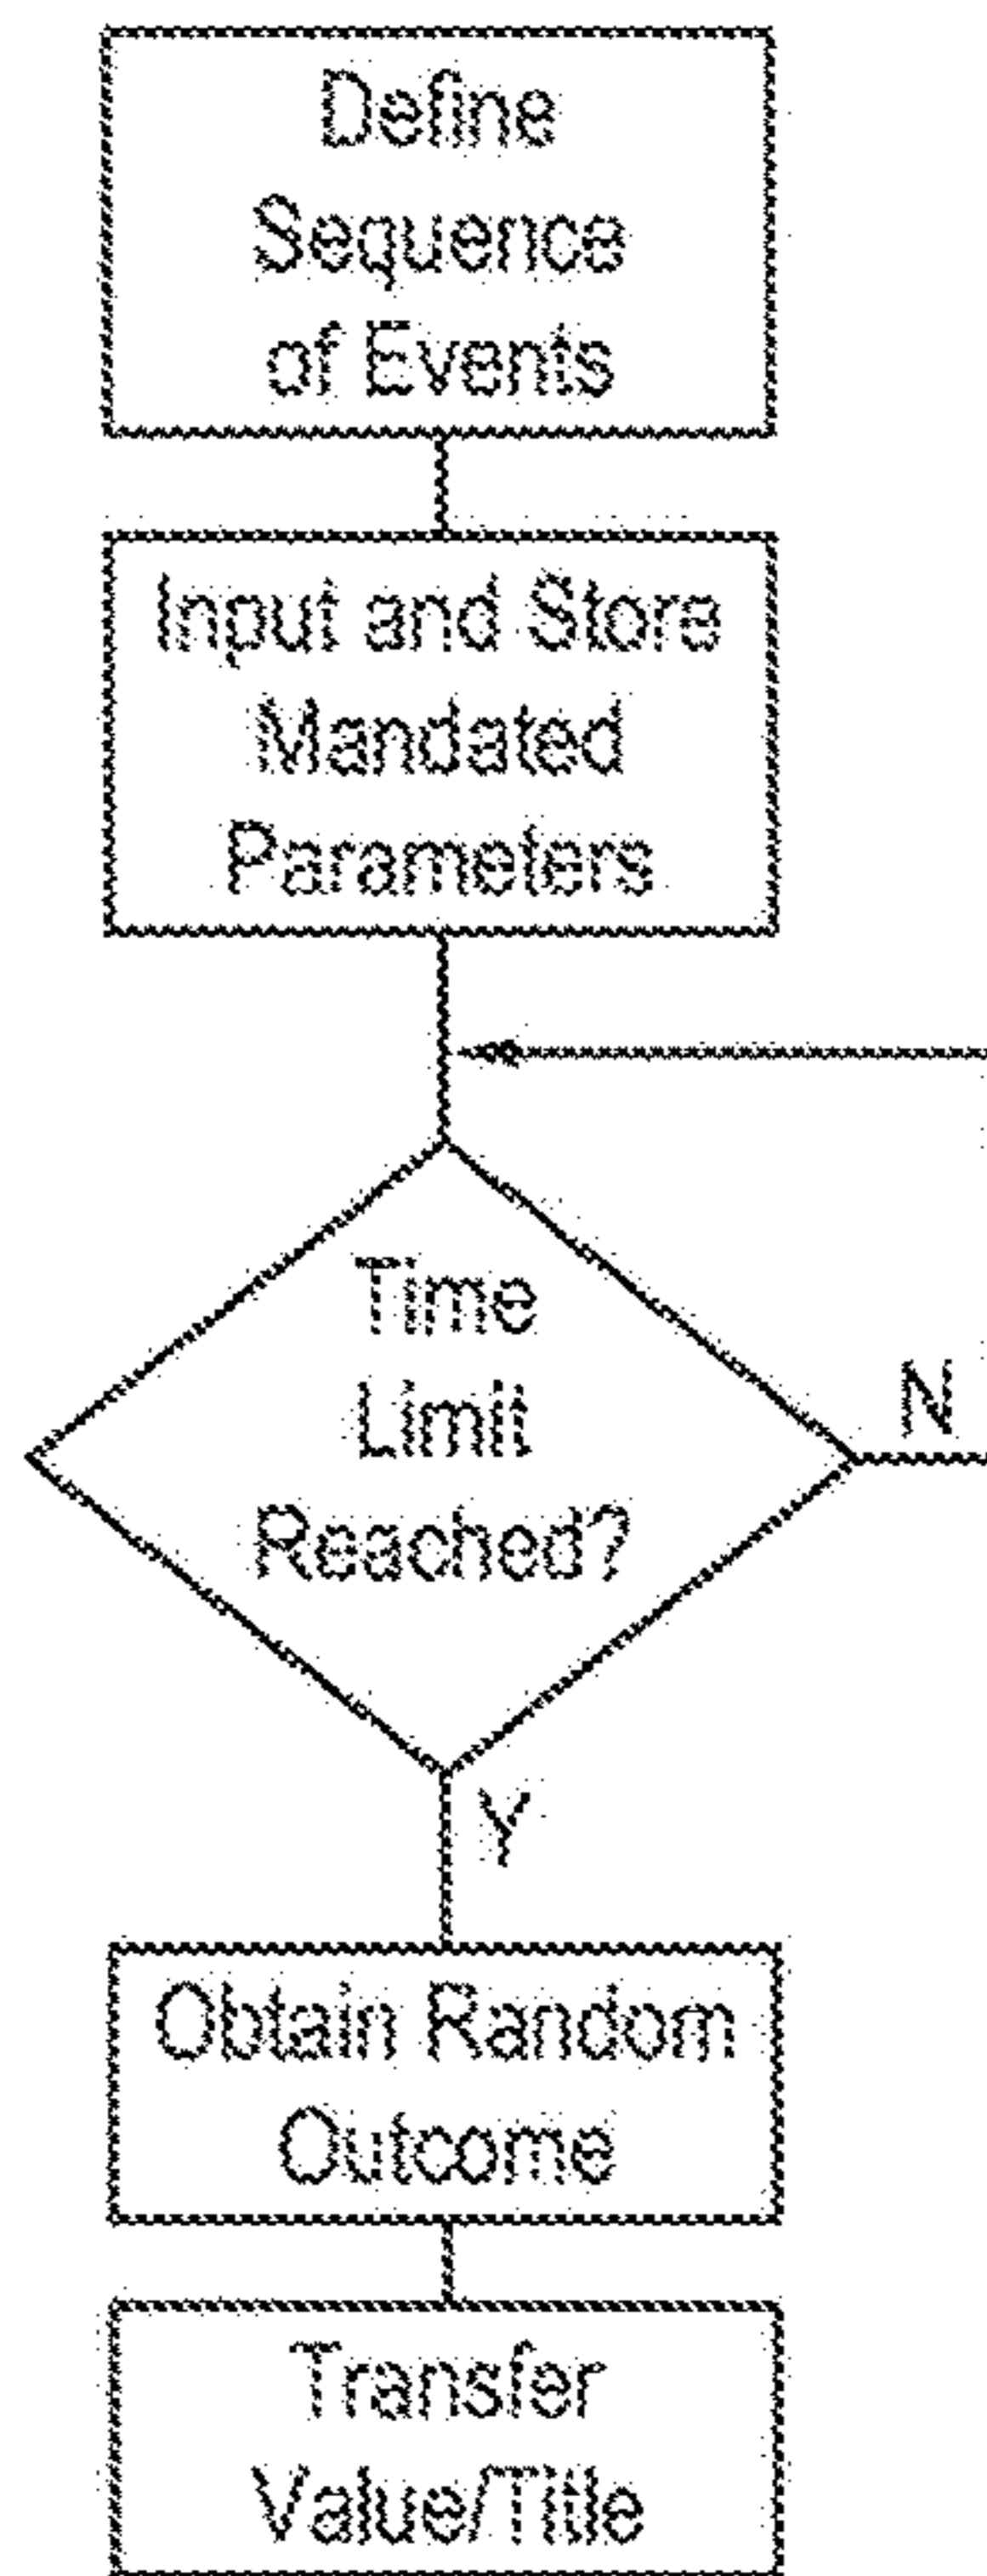 Define
Sequence
of Events
Input and Store
Mandated
Parameters
Time
Limit
Reached?
N
Y
Obtain Random
Outcome
Transfer
Value/Title